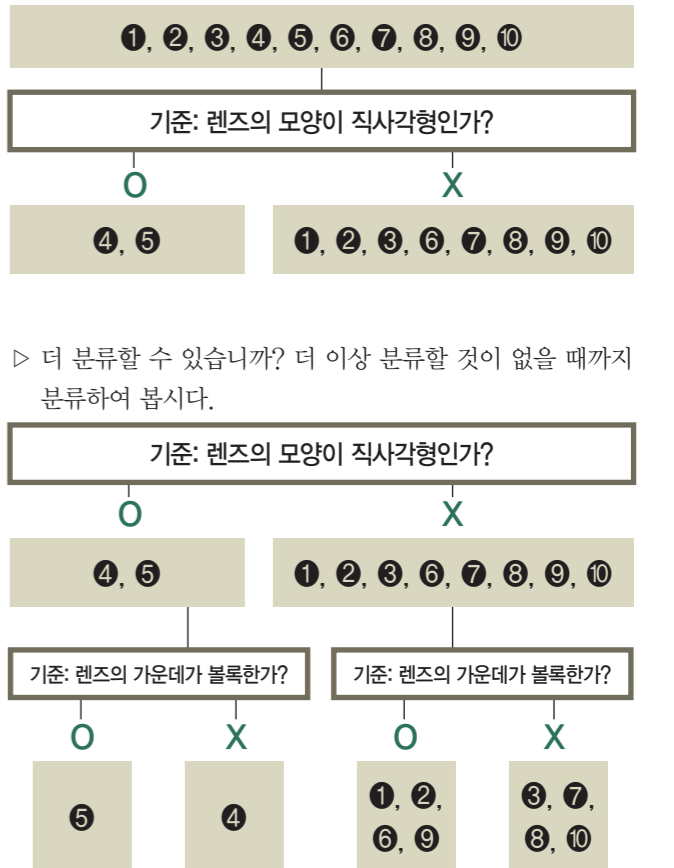 ❶, ❷, ❸, ❹, ❺, ❻, ❼, ❽, ❾, ❿
기준: 렌즈의 모양이 직사각형인가?
O X
❹, ❺ ❶, ❷, ❸, ❻, ❼, ❽, ❾, ❿
▷ 더 분류할 수 있습니까? 더 이상 분류할 것이 없을 때까지
분류하여 봅시다.
기준: 렌즈의 모양이 직사각형인가?
O X
❹, ❺ ❶, ❷, ❸, ❻, ❼, ❽, ❾, ❿
기준: 렌즈의 가운데가 볼록한가? 기준: 렌즈의 가운데가 볼록한가?
O X O X
❺ ❹ ❶, ❷, ❸, ❼,
❻, ❾ ❽, ❿